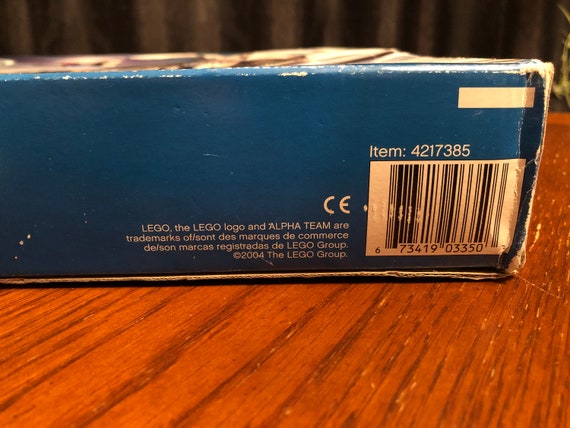 Item: 4217385
CE
LEGO, the LEGO logo and ALPHA TEAM are
trademarks of/sont des marques de commerce
de/son marcas registradas de LEGO Group.
©2004 The LEGO Group.
6 73419 03350